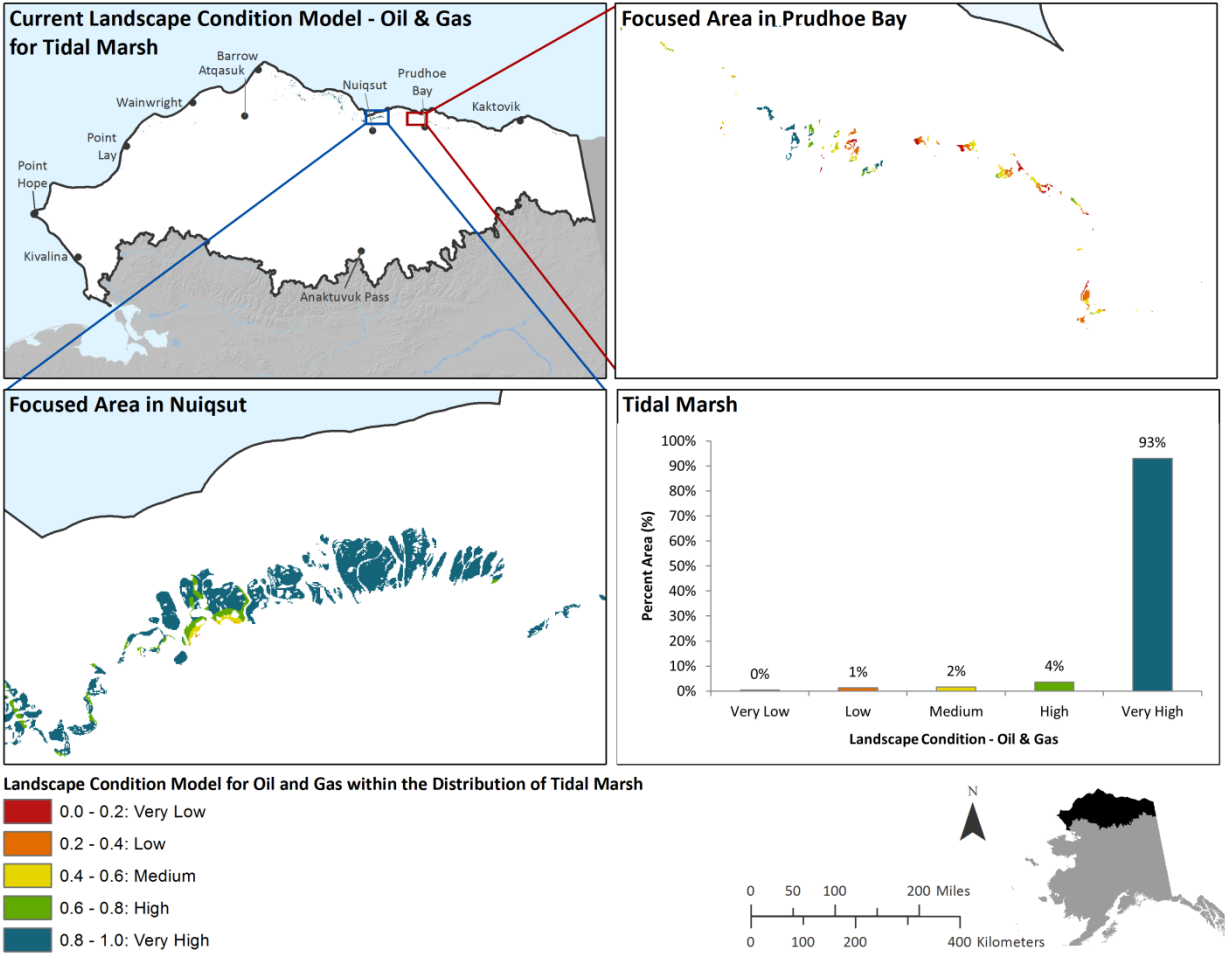 Current Landscape Condition Model - Oil & Gas
for Tidal Marsh
Barrow
Atqasuk
Wainwright
Nuiqsut
Prudhoe
Bay
Kaktovik
Point
Lay
Point
Hope
Kivalina
Anaktuvuk Pass
Focused Area in Prudhoe Bay
Focused Area in Nuiqsut
Tidal Marsh
100%
90%
80%
70%
60%
50%
40%
30%
20%
10%
0%
Percent Area (%)
0%
1%
2%
4%
93%
Very Low
Low
Medium
High
Very High
Landscape Condition - Oil & Gas
Landscape Condition Model for Oil and Gas within the Distribution of Tidal Marsh
0.0 - 0.2: Very Low
0.2 - 0.4: Low
0.4 - 0.6: Medium
0.6 - 0.8: High
0.8 - 1.0: Very High
N
0 50 100 200 Miles
0 100 200 400 Kilometers